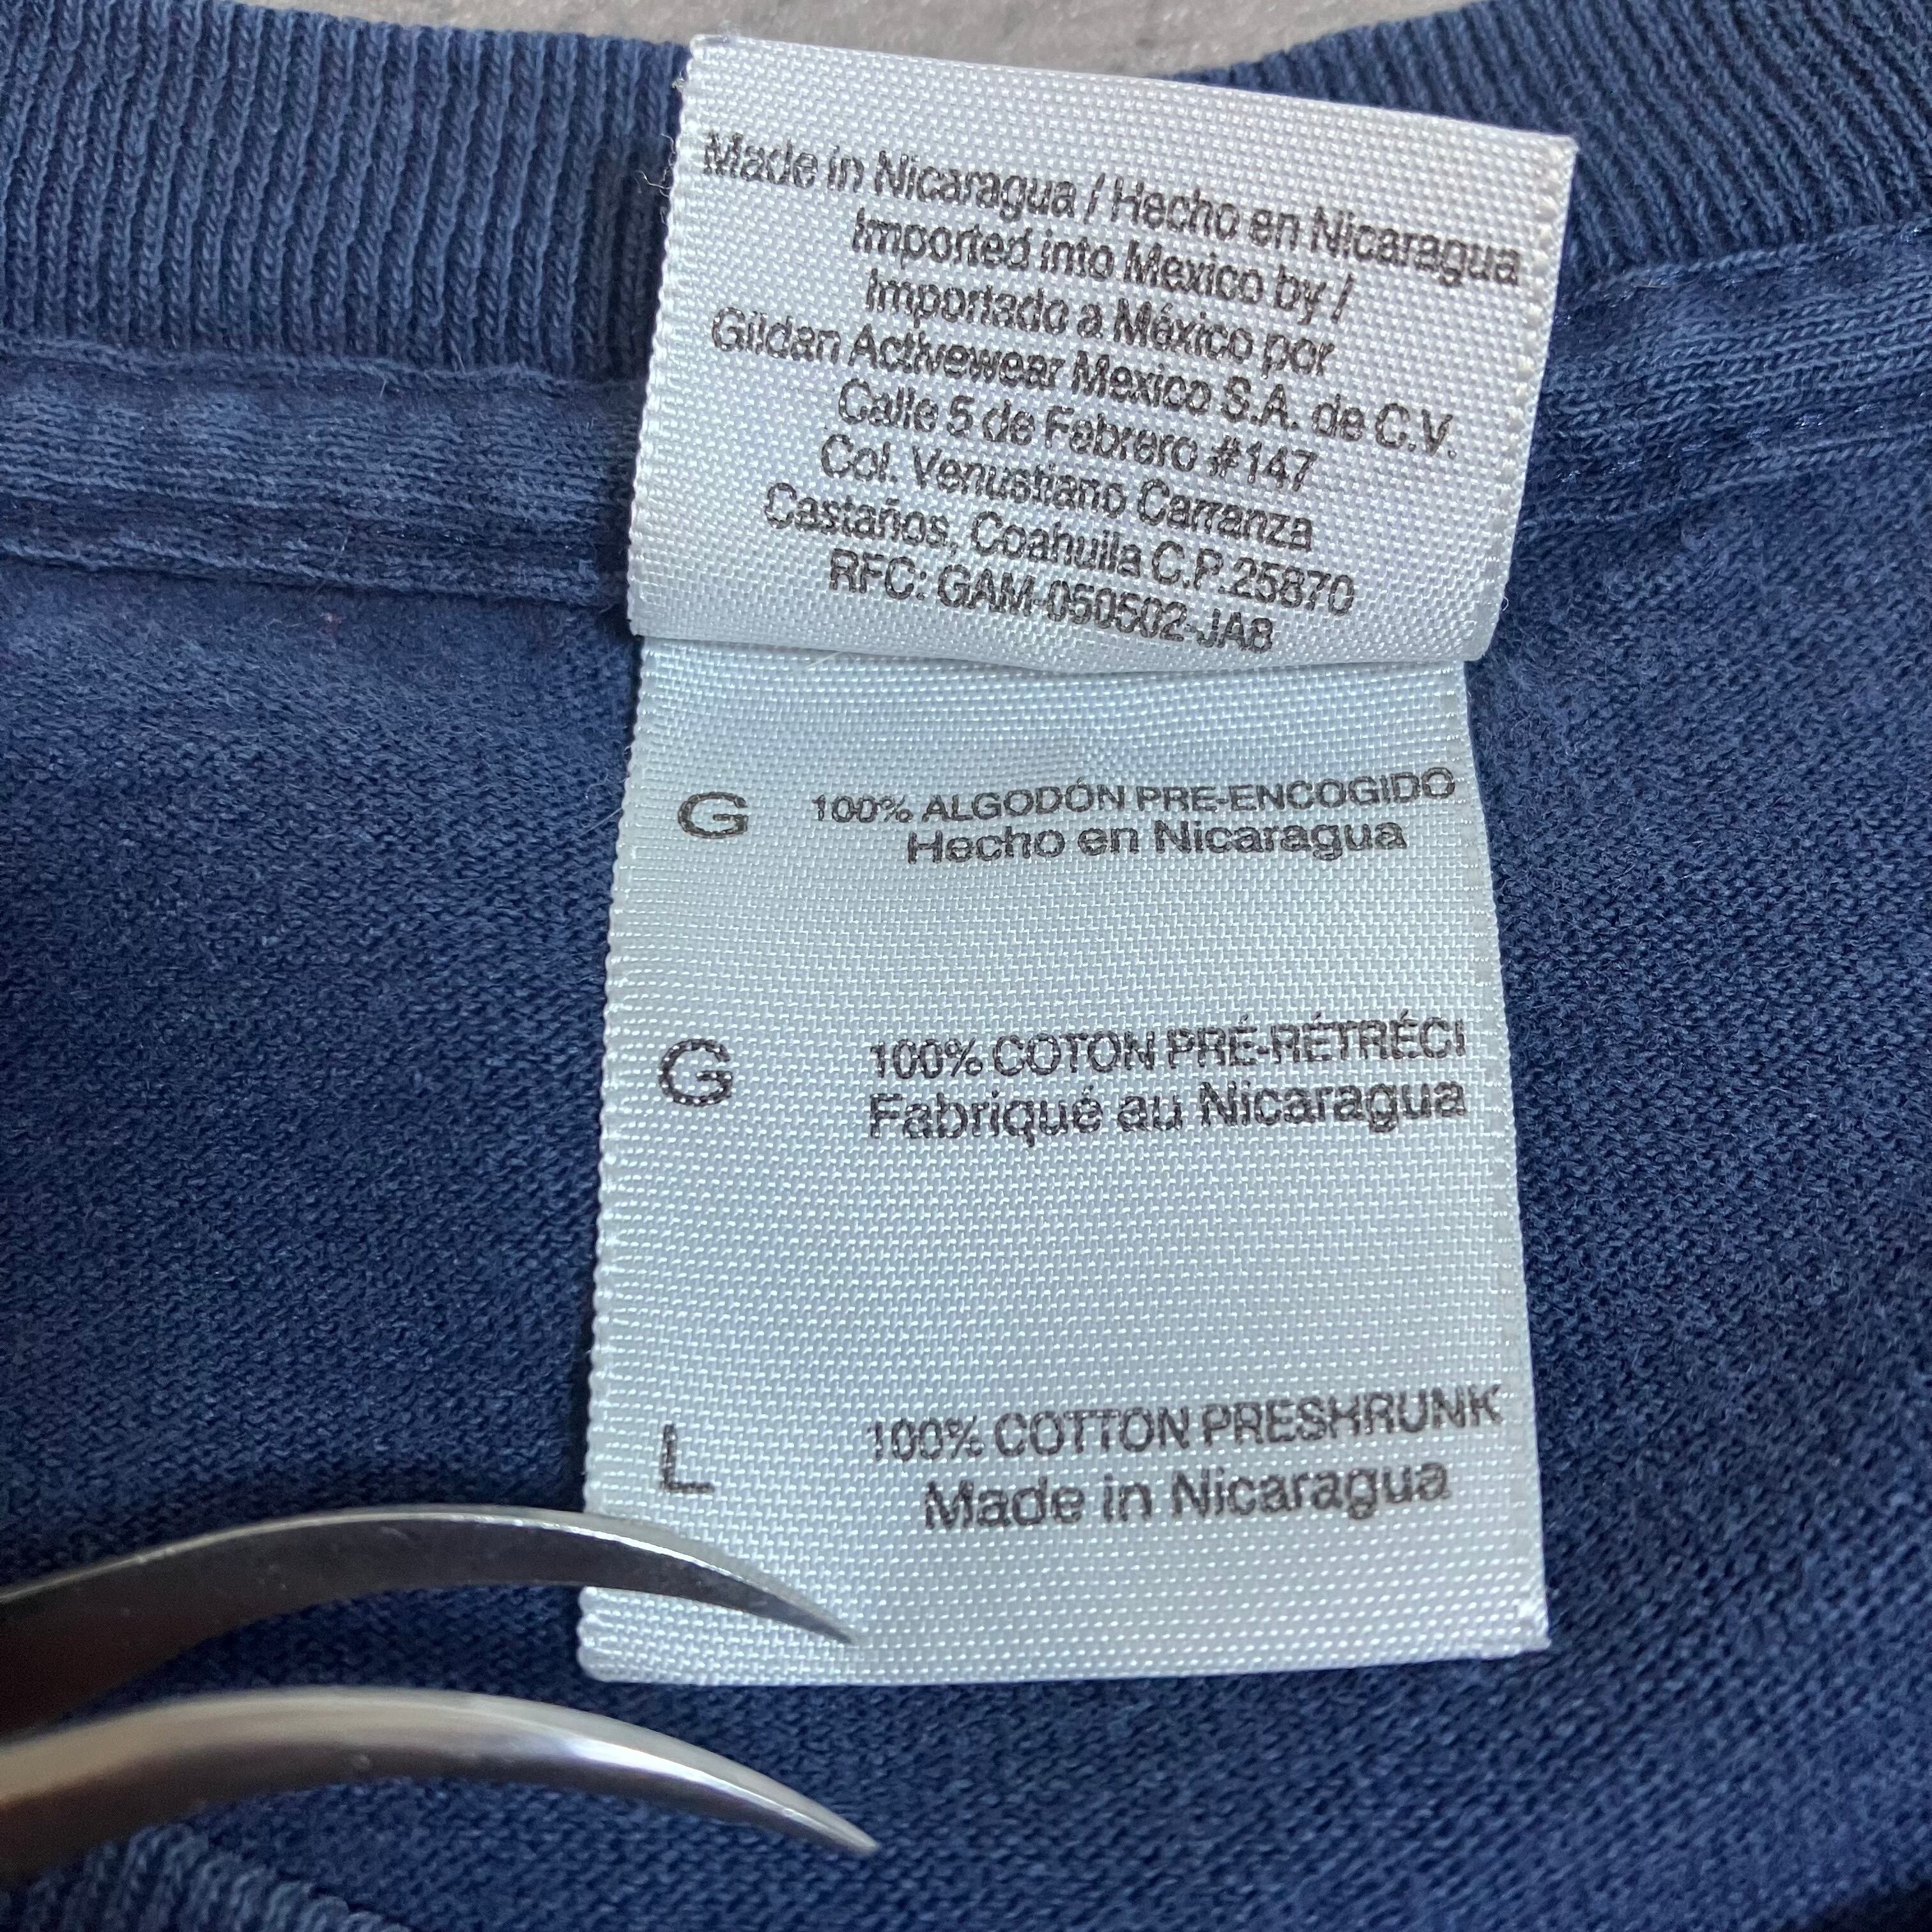 Made in Nicaragua / Hecho en Nicaragua
Imported into Mexico by /
Importado a México por
Gildan Activewear Mexico S.A. de C.V.
Calle 5 de Febrero #147
Col. Venustiano Carranza
Castaños, Coahuila C.P.25870
RFC: GAM-050502-JA8
G 100% ALGODÓN PRE-ENCOGIDO
Hecho en Nicaragua
G 100% COTON PRÉ-RÉTRÉCI
Fabriqué au Nicaragua
L 100% COTTON PRESHRUNK
Made in Nicaragua